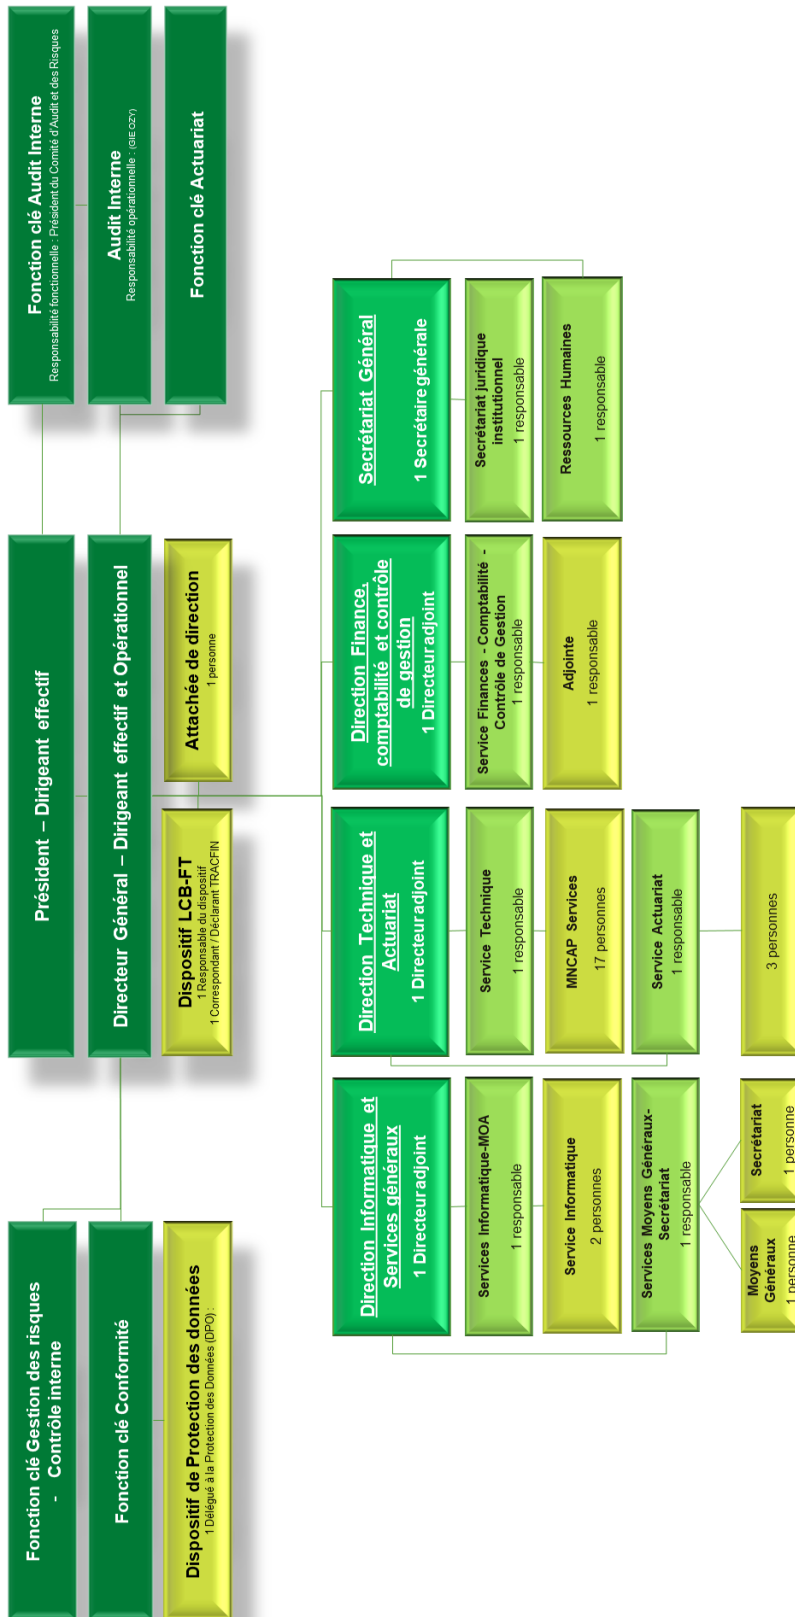 Fonction clé Gestion des risques
- Contrôle interne
Fonction clé Conformité
Dispositif de Protection des données
1 Délégué à la Protection des Données (DPO) :
Président – Dirigeant effectif
Directeur Général – Dirigeant effectif et Opérationnel
Dispositif LCB-FT
1 Responsable du dispositif
1 Correspondant / Déclarant TRACFIN
Attachée de direction
1 personne
Fonction clé Audit Interne
Responsabilité fonctionnelle : Président du Comité d'Audit et des Risques
Audit Interne
Responsabilité opérationnelle : (GIE OZY)
Fonction clé Actuariat
Direction Informatique et
Services généraux
1 Directeur adjoint
Services Informatique-MOA
1 responsable
Service Informatique
2 personnes
Services Moyens Généraux-
Secrétariat
1 responsable
Moyens
Généraux
1 personne
Secrétariat
1 personne
Direction Technique et
Actuariat
1 Directeur adjoint
Service Technique
1 responsable
MNCAP Services
17 personnes
Service Actuariat
1 responsable
3 personnes
Direction Finance,
comptabilité et contrôle
de gestion
1 Directeur adjoint
Service Finances - Comptabilité -
Contrôle de Gestion
1 responsable
Adjointe
1 responsable
Secrétariat Général
1 Secrétaire générale
Secrétariat juridique
institutionnel
1 responsable
Ressources Humaines
1 responsable